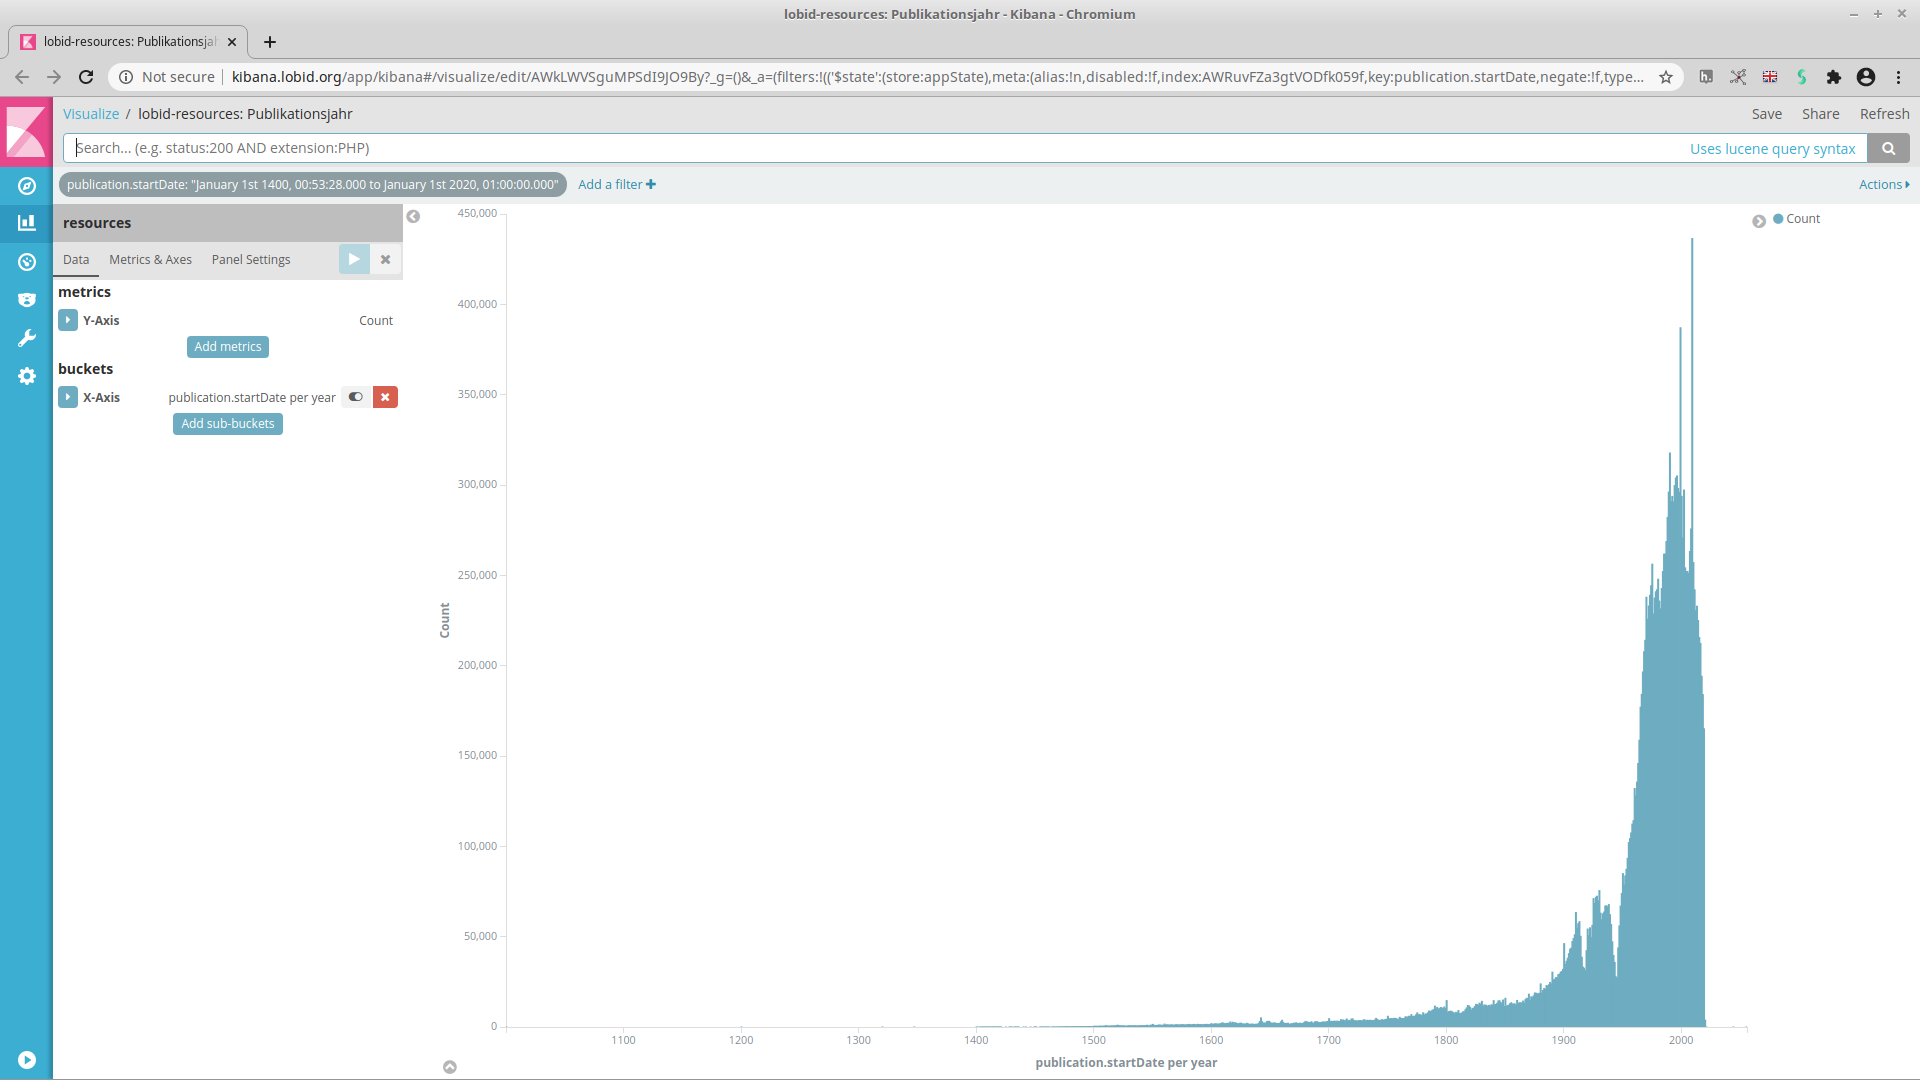 lobid-resources: Publikationsjahr - Kibana - Chromium
lobid-resources: Publikationsjah
Not secure
kibana.lobid.org/app/kibana#/visualize/edit/AWkLWVSguMPSdI9JO9By?_g=()&_a=(filters:!(('$state':(store:appState),meta:(alias:!n,disabled:!f,index:AWRuvFZa3gtVODfk059f,key:publication.startDate,negate:!f,type...
Visualize / lobid-resources: Publikationsjahr
Save Share Refresh
Search... (e.g. status:200 AND extension:PHP)
Uses lucene query syntax
publication.startDate: "January 1st 1400, 00:53:28.000 to January 1st 2020, 01:00:00.000"
Add a filter
Actions
resources
Data Metrics & Axes Panel Settings
metrics
Y-Axis Count
Add metrics
buckets
X-Axis publication.startDate per year
Add sub-buckets
450,000
400,000
350,000
300,000
250,000
200,000
150,000
100,000
50,000
0
Count
1100 1200 1300 1400 1500 1600 1700 1800 1900 2000
publication.startDate per year
Count